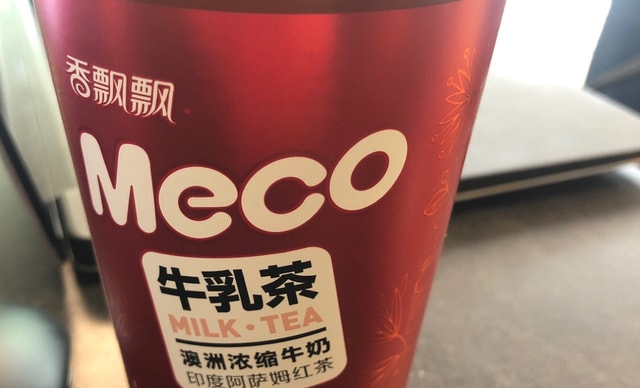 香飘飘
Meco
牛乳茶
MILK·TEA
澳洲浓缩牛奶
印度阿萨姆红茶